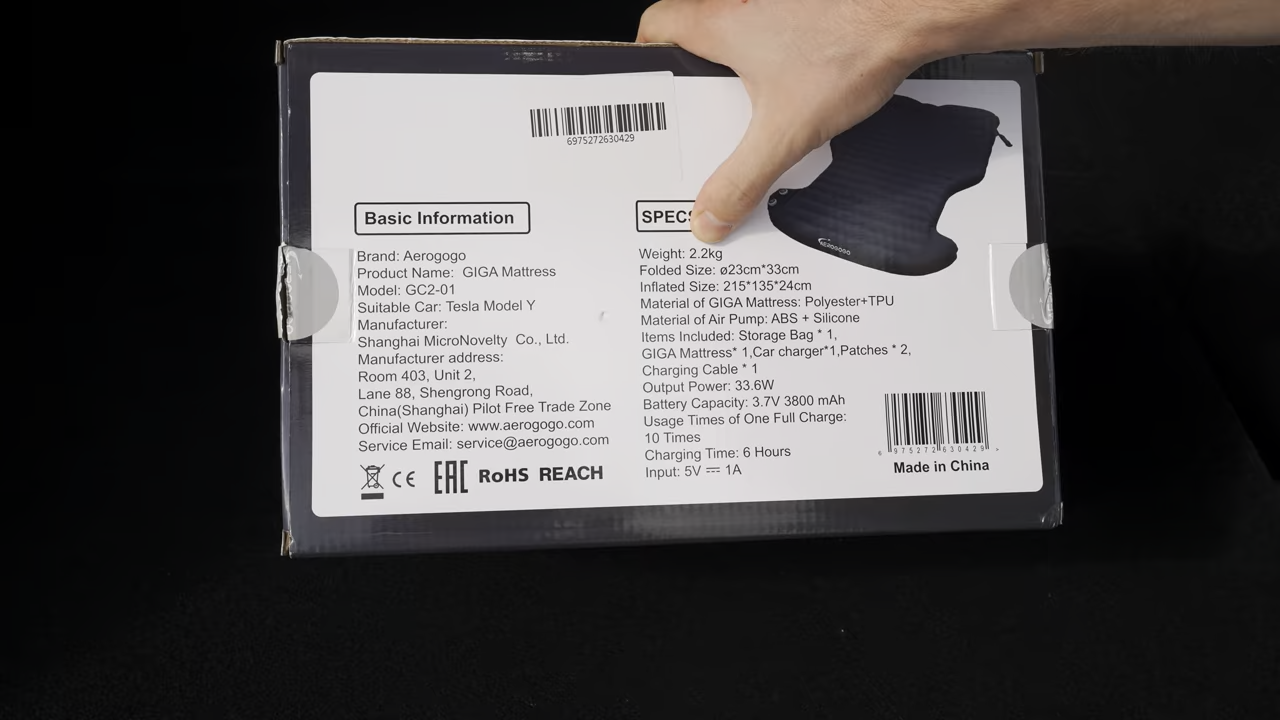 6975272630429
Basic Information
Brand: Aerogogo
Product Name: GIGA Mattress
Model: GC2-01
Suitable Car: Tesla Model Y
Manufacturer:
Shanghai MicroNovelty Co., Ltd.
Manufacturer address:
Room 403, Unit 2,
Lane 88, Shengrong Road,
China(Shanghai) Pilot Free Trade Zone
Official Website: www.aerogogo.com
Service Email: service@aerogogo.com
CE EAC RoHS REACH
SPECS
Weight: 2.2kg
Folded Size: ø23cm*33cm
Inflated Size: 215*135*24cm
Material of GIGA Mattress: Polyester+TPU
Material of Air Pump: ABS + Silicone
Items Included: Storage Bag * 1,
GIGA Mattress* 1,Car charger*1,Patches * 2,
Charging Cable * 1
Output Power: 33.6W
Battery Capacity: 3.7V 3800 mAh
Usage Times of One Full Charge:
10 Times
Charging Time: 6 Hours
Input: 5V ⎓ 1A
AEROGOGO
6 975272 630429 >
Made in China